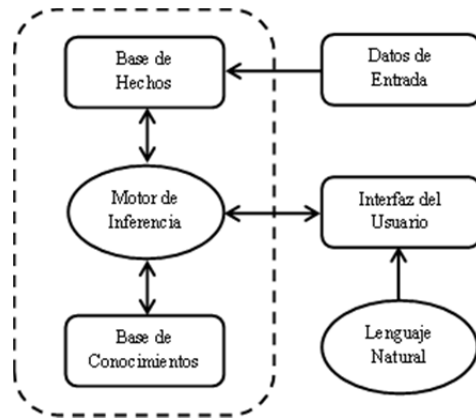 Base de
Hechos
Datos de
Entrada
Motor de
Inferencia
Interfaz del
Usuario
Base de
Conocimientos
Lenguaje
Natural